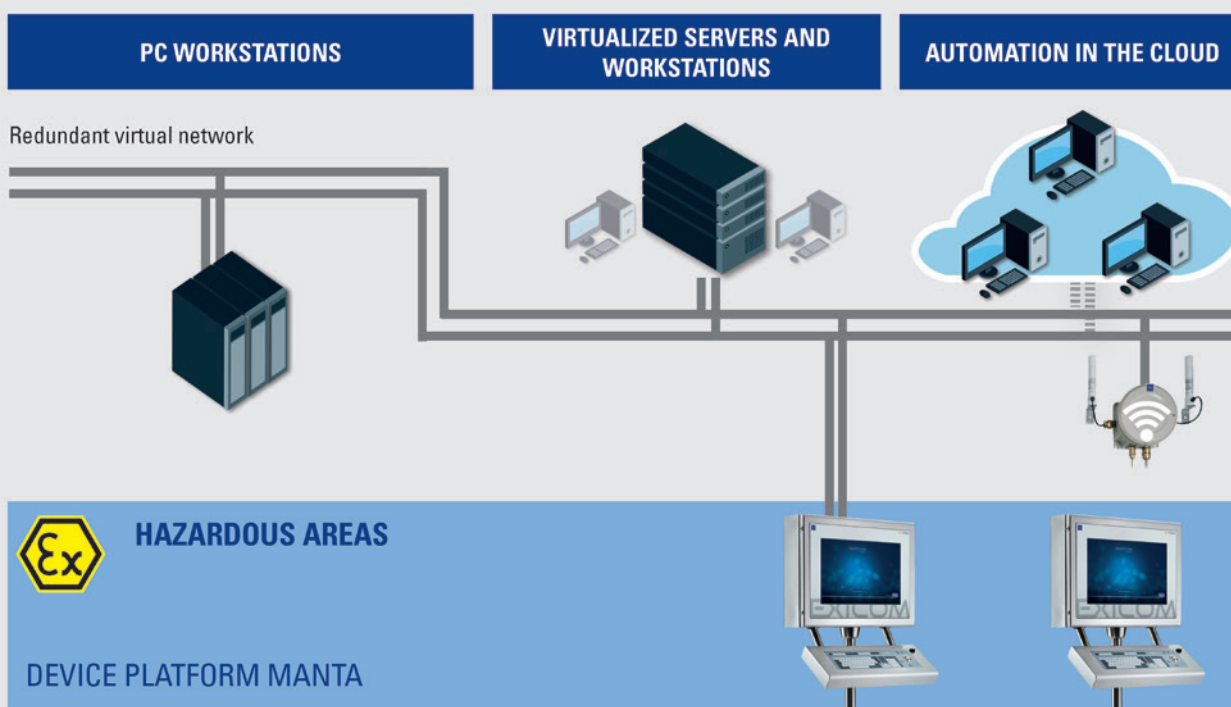 PC WORKSTATIONS
VIRTUALIZED SERVERS AND
WORKSTATIONS
AUTOMATION IN THE CLOUD
Redundant virtual network
Ex
HAZARDOUS AREAS
EXICOM
EXICOM
DEVICE PLATFORM MANTA